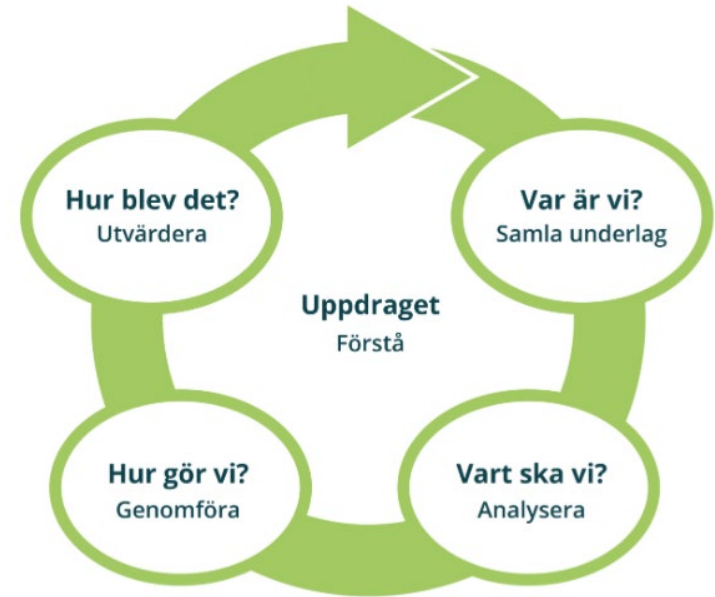 Hur blev det?
Utvärdera
Var är vi?
Samla underlag
Uppdraget
Förstå
Hur gör vi?
Genomföra
Vart ska vi?
Analysera